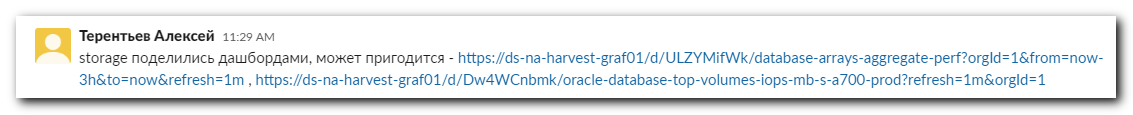 Терентьев Алексей 11:29 AM
storage поделились дашбордами, может пригодится - https://ds-na-harvest-graf01/d/ULZYMifWk/database-arrays-aggregate-perf?orgId=1&from=now-
3h&to=now&refresh=1m , https://ds-na-harvest-graf01/d/Dw4WCnbmk/oracle-database-top-volumes-iops-mb-s-a700-prod?refresh=1m&orgId=1